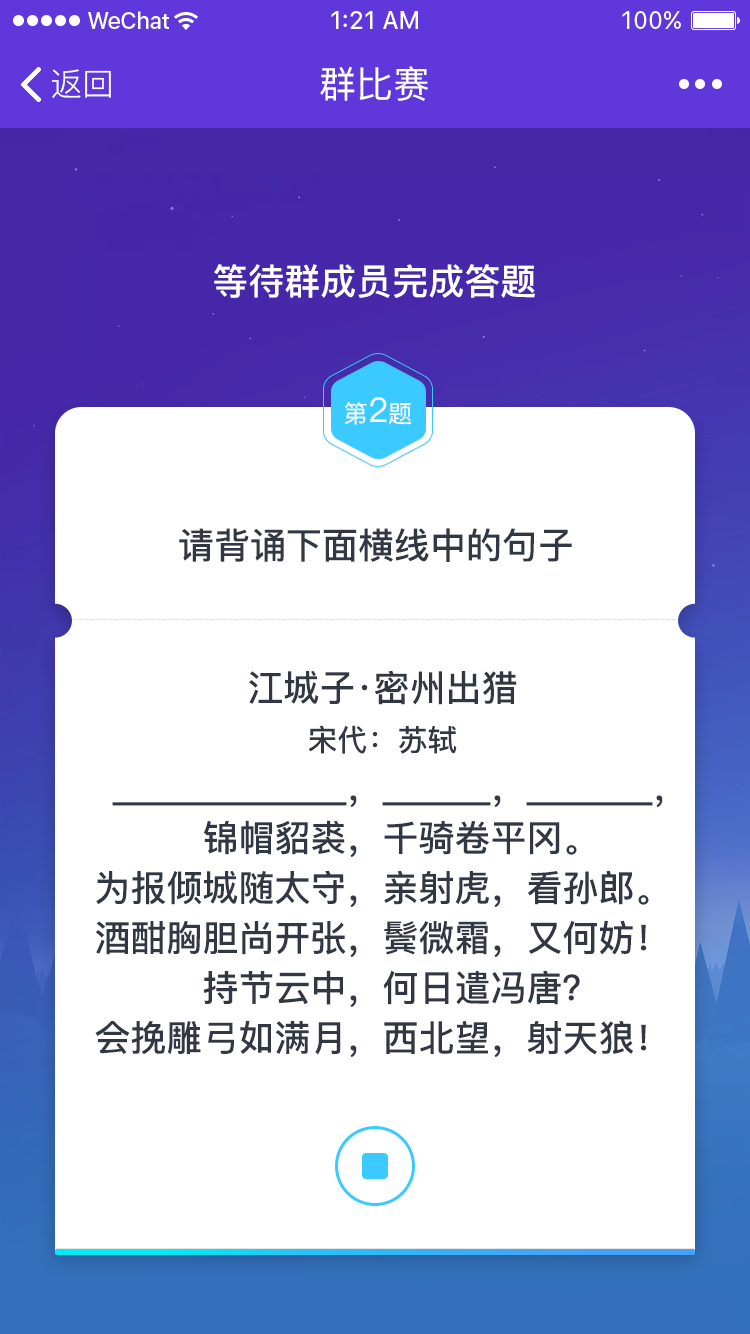 WeChat 1:21 AM 100%
返回 群比赛
等待群成员完成答题
第2题
请背诵下面横线中的句子
江城子·密州出猎
宋代：苏轼
，，，
锦帽貂裘，千骑卷平冈。
为报倾城随太守，亲射虎，看孙郎。
酒酣胸胆尚开张，鬓微霜，又何妨！
持节云中，何日遣冯唐?
会挽雕弓如满月，西北望，射天狼！